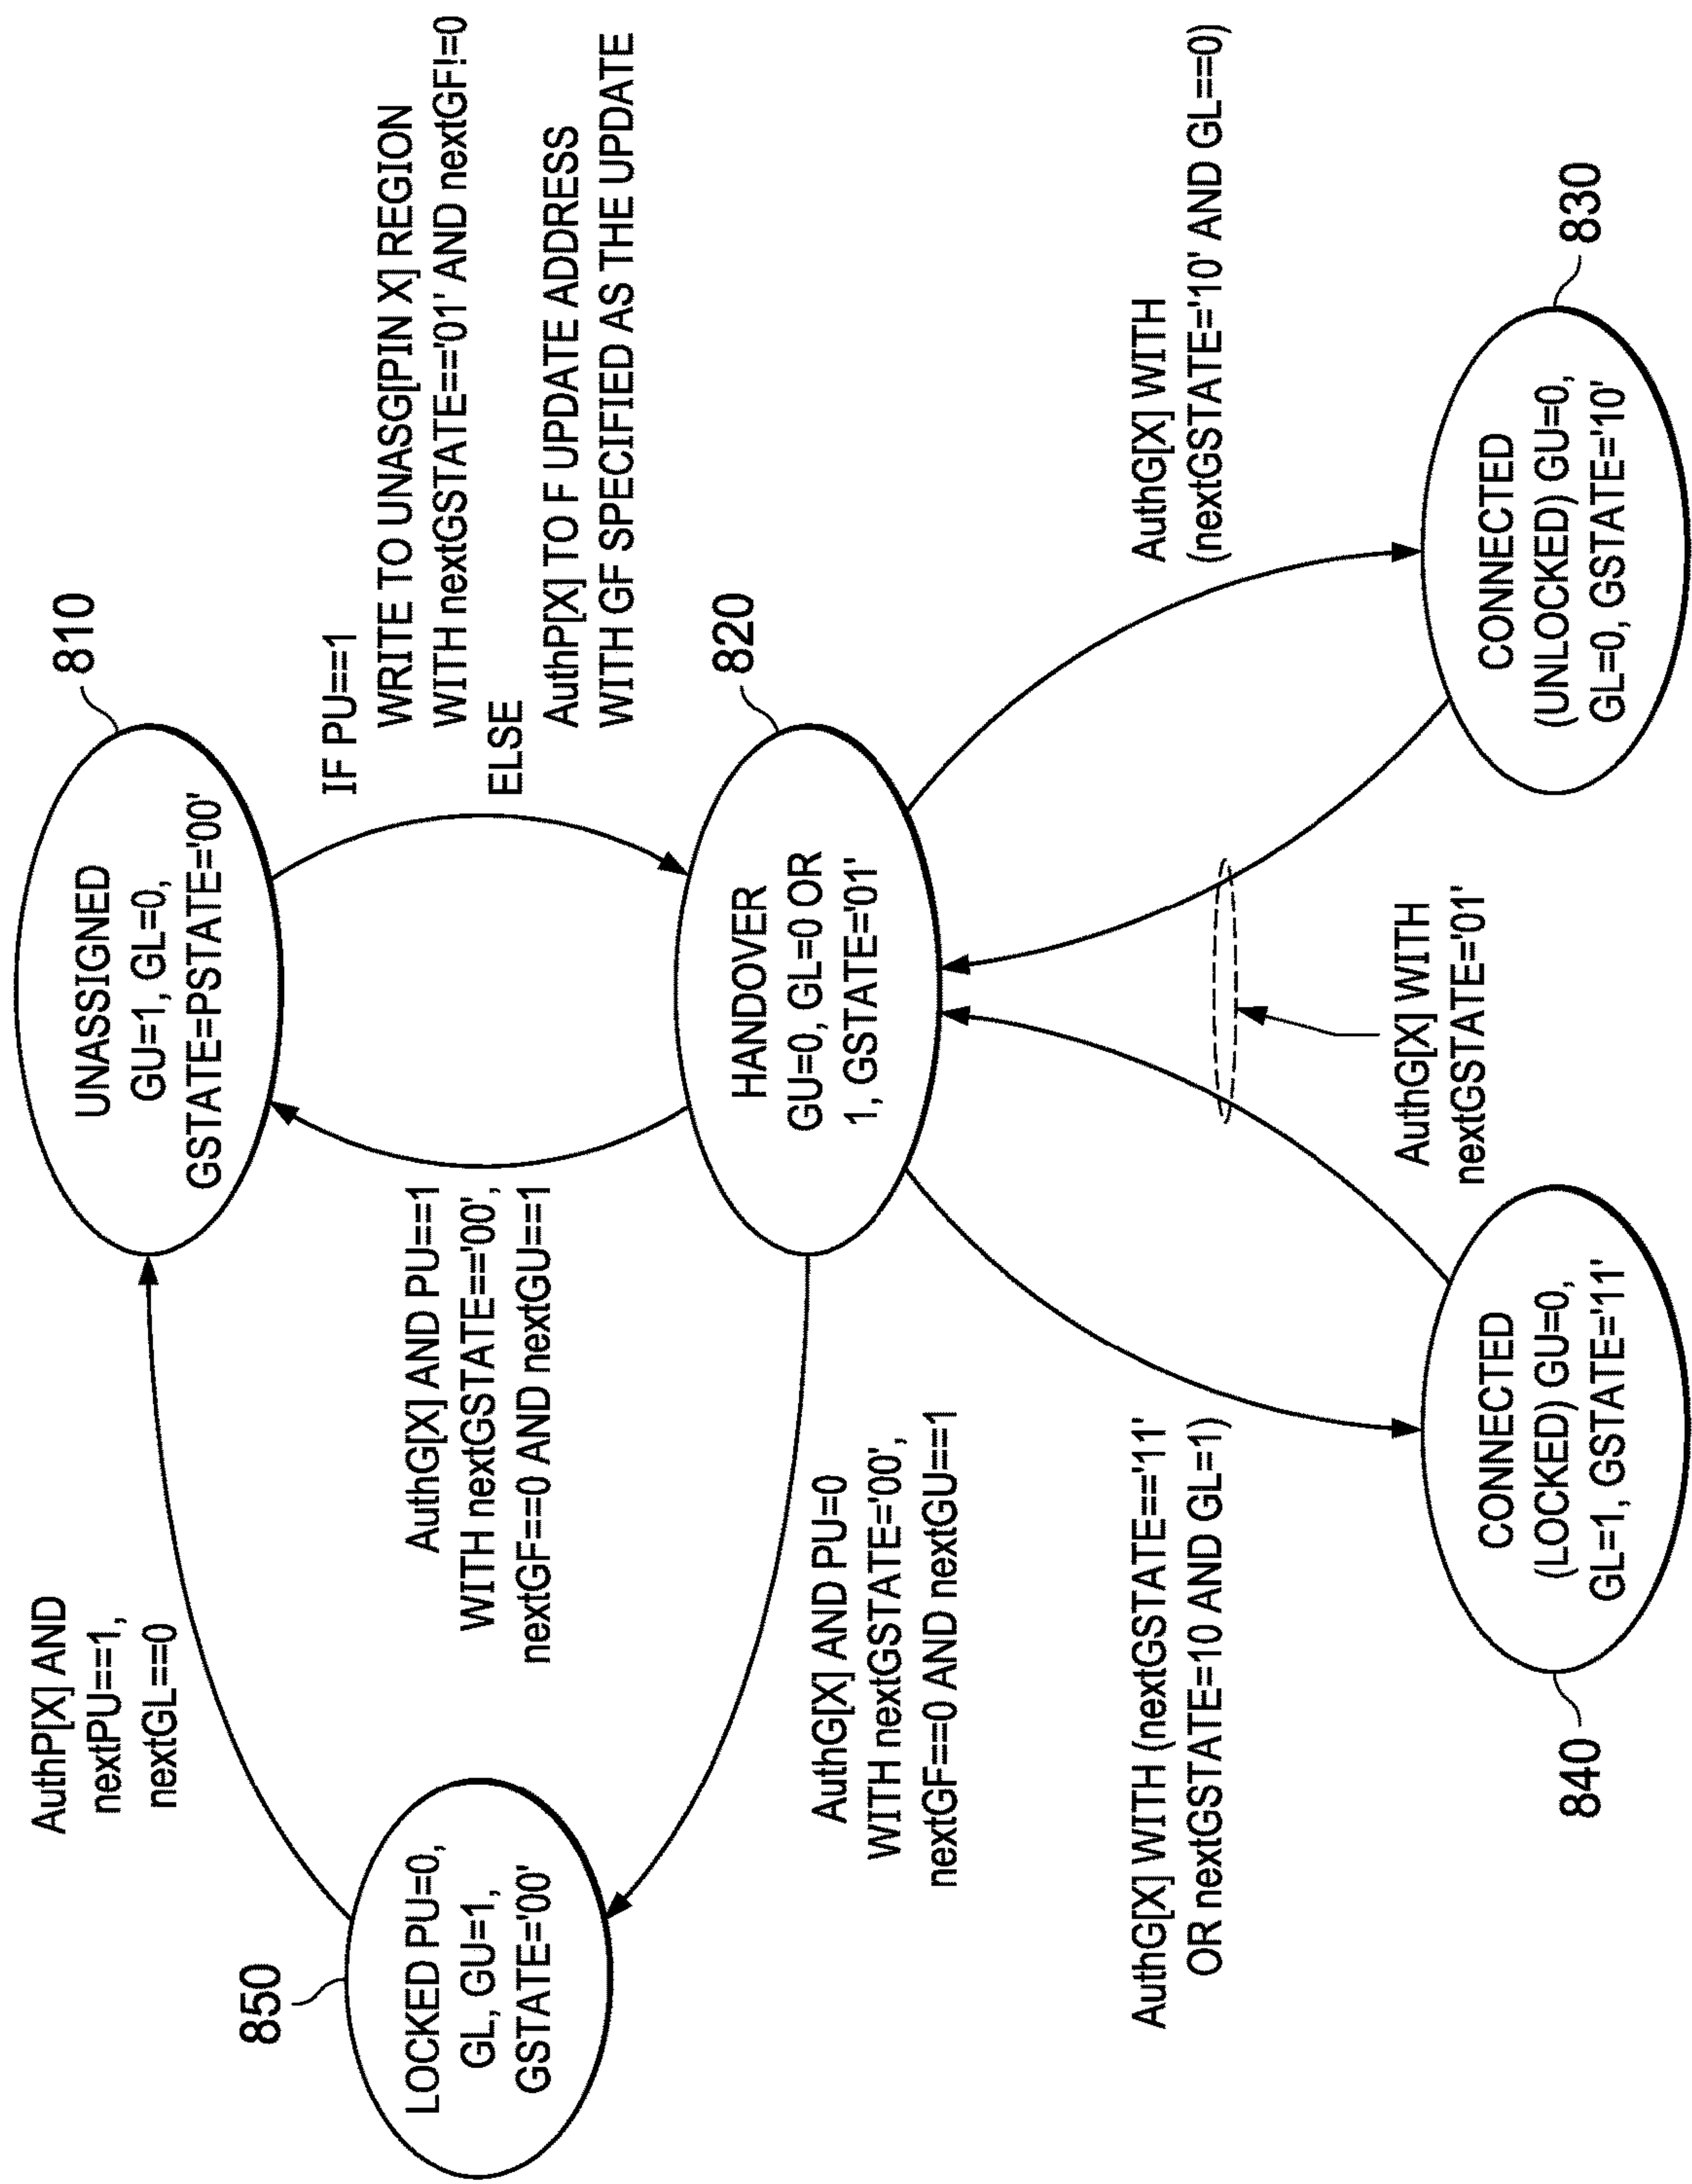 810
UNASSIGNED
GU=1, GL=0,
GSTATE=PSTATE='00'
IF PU==1
WRITE TO UNASG[PIN X] REGION
WITH nextGSTATE=='01' AND nextGF!=0
ELSE
AuthP[X] TO F UPDATE ADDRESS
WITH GF SPECIFIED AS THE UPDATE
AuthP[X] AND
nextPU==1,
nextGL==0
AuthG[X] AND PU==1
WITH nextGSTATE=='00',
nextGF==0 AND nextGU==1
850
LOCKED PU=0,
GL, GU=1,
GSTATE='00'
820
HANDOVER
GU=0, GL=0 OR
1, GSTATE='01'
AuthG[X] AND PU=0
WITH nextGSTATE='00',
nextGF==0 AND nextGU==1
AuthG[X] WITH (nextGSTATE=='11'
OR nextGSTATE=10 AND GL=1)
AuthG[X] WITH
(nextGSTATE='10' AND GL==0)
AuthG[X] WITH
nextGSTATE='01'
840
CONNECTED
(LOCKED) GU=0,
GL=1, GSTATE='11'
830
CONNECTED
(UNLOCKED) GU=0,
GL=0, GSTATE='10'